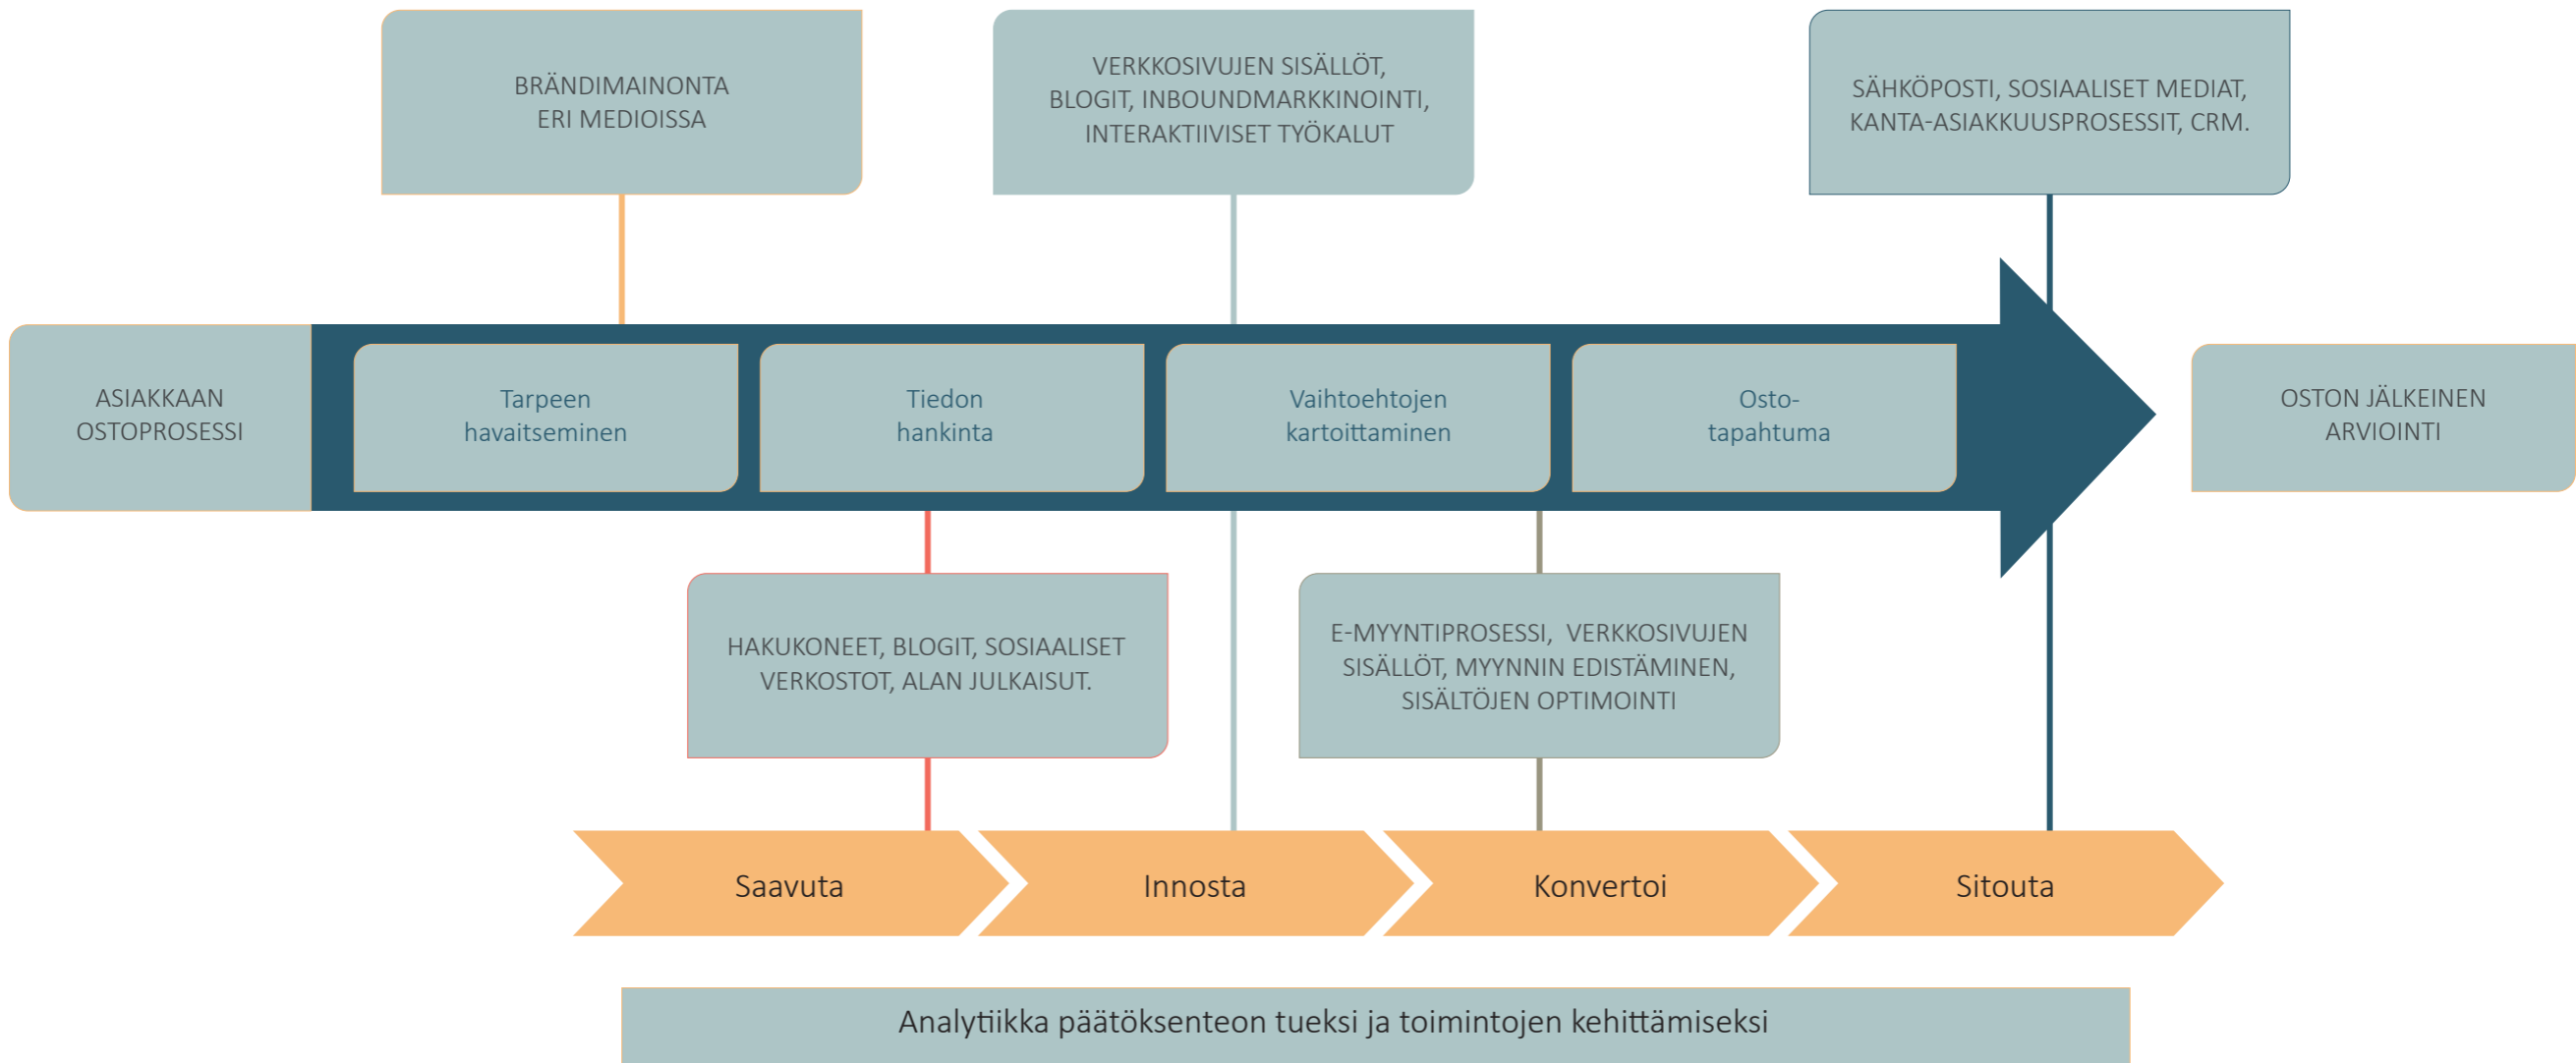 BRÄNDIMAINONTA
ERI MEDIOISSA
VERKKOSIVUJEN SISÄLLÖT,
BLOGIT, INBOUNDMARKKINOINTI,
INTERAKTIIVISET TYÖKALUT
SÄHKÖPOSTI, SOSIAALISET MEDIAT,
KANTA-ASIAKKUUSPROSESSIT, CRM.
ASIAKKAAN
OSTOPROSESSI
Tarpeen
havaitseminen
Tiedon
hankinta
Vaihtoehtojen
kartoittaminen
Osto-
tapahtuma
OSTON JÄLKEINEN
ARVIOINTI
HAKUKONEET, BLOGIT, SOSIAALISET
VERKOSTOT, ALAN JULKAISUT.
E-MYYNTIPROSESSI, VERKKOSIVUJEN
SISÄLLÖT, MYYNNIN EDISTÄMINEN,
SISÄLTÖJEN OPTIMOINTI
Saavuta
Innosta
Konvertoi
Sitouta
Analytiikka päätöksenteon tueksi ja toimintojen kehittämiseksi